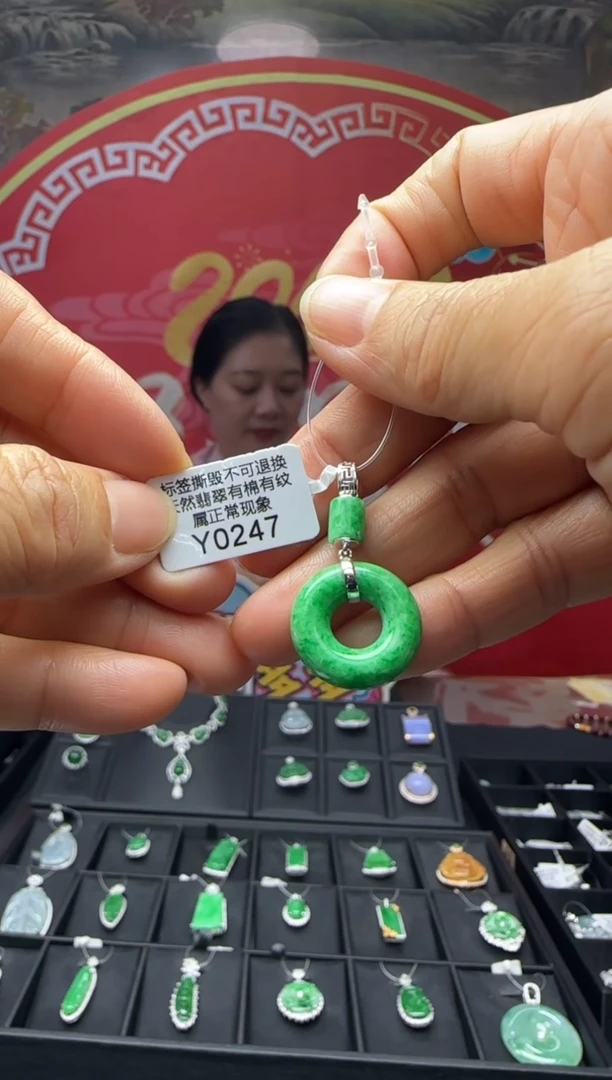 标签撕毁不可退换
天然翡翠有棉有纹
属正常现象
Y0247